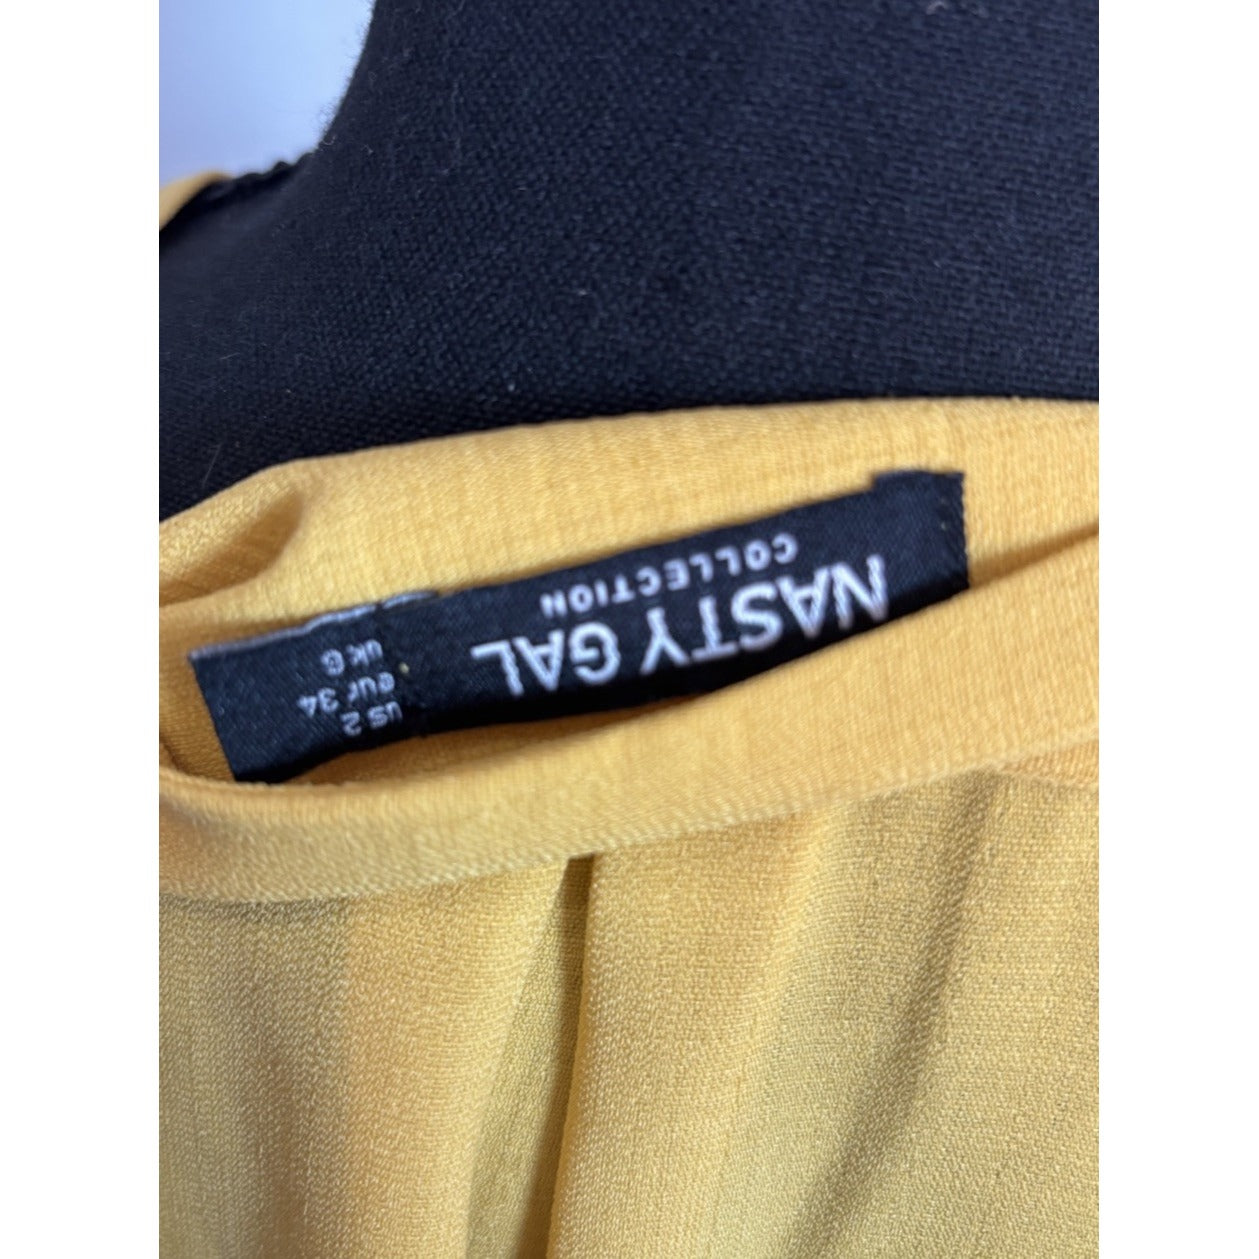 NASTY GAL
COLLECTION
US 2
eur 34
UK 6